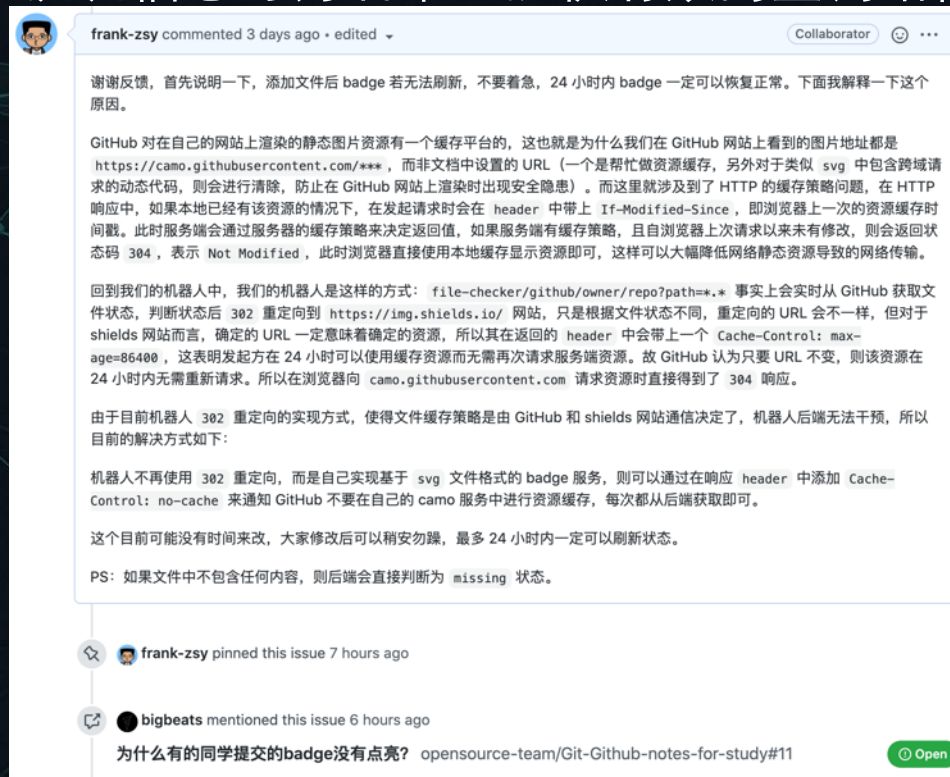 frank-zsy commented 3 days ago • edited
Collaborator
谢谢反馈，首先说明一下，添加文件后 badge 若无法刷新，不要着急，24 小时内 badge 一定可以恢复正常。下面我解释一下这个
原因。
GitHub 对在自己的网站上渲染的静态图片资源有一个缓存平台的，这也就是为什么我们在 GitHub 网站上看到的图片地址都是
https://camo.githubusercontent.com/*** ，而非文档中设置的 URL（一个是帮忙做资源缓存，另外对于类似 svg 中包含跨域请
求的动态代码，则会进行清除，防止在 GitHub 网站上渲染时出现安全隐患）。而这里就涉及到了 HTTP 的缓存策略问题，在 HTTP
响应中，如果本地已经有该资源的情况下，在发起请求时会在 header 中带上 If-Modified-Since ，即浏览器上一次的资源缓存时
间戳。此时服务端会通过服务器的缓存策略来决定返回值，如果服务端有缓存策略，且自浏览器上次请求以来未有修改，则会返回状
态码 304 ，表示 Not Modified ，此时浏览器直接使用本地缓存显示资源即可，这样可以大幅降低网络静态资源导致的网络传输。
回到我们的机器人中，我们的机器人是这样的方式： file-checker/github/owner/repo?path=*.* 事实上会实时从 GitHub 获取文
件状态，判断状态后 302 重定向到 https://img.shields.io/ 网站，只是根据文件状态不同，重定向的 URL 会不一样，但对于
shields 网站而言，确定的 URL 一定意味着确定的资源，所以其在返回的 header 中会带上一个 Cache-Control: max-
age=86400 ，这表明发起方在 24 小时可以使用缓存资源而无需再次请求服务端资源。故 GitHub 认为只要 URL 不变，则该资源在
24 小时内无需重新请求。所以在浏览器向 camo.githubusercontent.com 请求资源时直接得到了 304 响应。
由于目前机器人 302 重定向的实现方式，使得文件缓存策略是由 GitHub 和 shields 网站通信决定了，机器人后端无法干预，所以
目前的解决方式如下：
机器人不再使用 302 重定向，而是自己实现基于 svg 文件格式的 badge 服务，则可以通过在响应 header 中添加 Cache-
Control: no-cache 来通知 GitHub 不要在自己的 camo 服务中进行资源缓存，每次都从后端获取即可。
这个目前可能没有时间来改，大家修改后可以稍安勿躁，最多 24 小时内一定可以刷新状态。
PS：如果文件中不包含任何内容，则后端会直接判断为 missing 状态。
frank-zsy pinned this issue 7 hours ago
bigbeats mentioned this issue 6 hours ago
为什么有的同学提交的badge没有点亮？ opensource-team/Git-Github-notes-for-study#11
Open